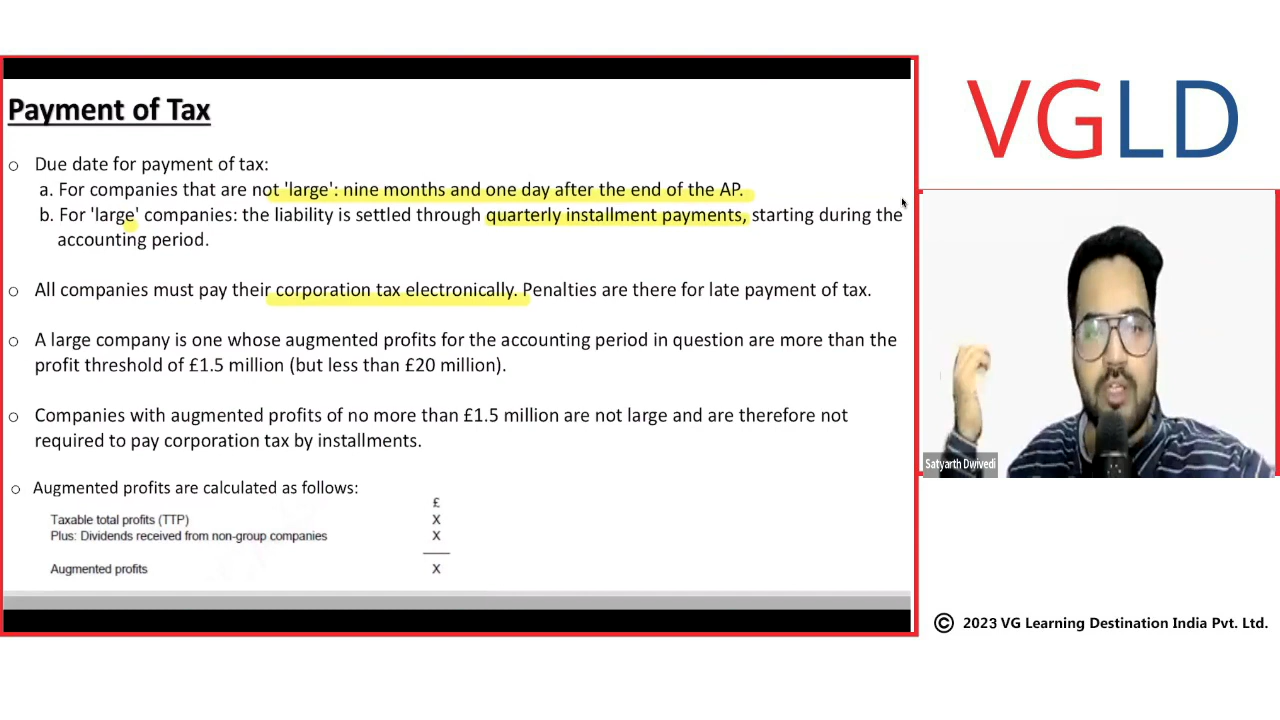 Payment of Tax
o Due date for payment of tax:
a. For companies that are not 'large': nine months and one day after the end of the AP.
b. For 'large' companies: the liability is settled through quarterly installment payments, starting during the
accounting period.
o All companies must pay their corporation tax electronically. Penalties are there for late payment of tax.
o A large company is one whose augmented profits for the accounting period in question are more than the
profit threshold of £1.5 million (but less than £20 million).
o Companies with augmented profits of no more than £1.5 million are not large and are therefore not
required to pay corporation tax by installments.
o Augmented profits are calculated as follows:
£
Taxable total profits (TTP) X
Plus: Dividends received from non-group companies X
Augmented profits X
VGLD
Satyarth Dwivedi
© 2023 VG Learning Destination India Pvt. Ltd.